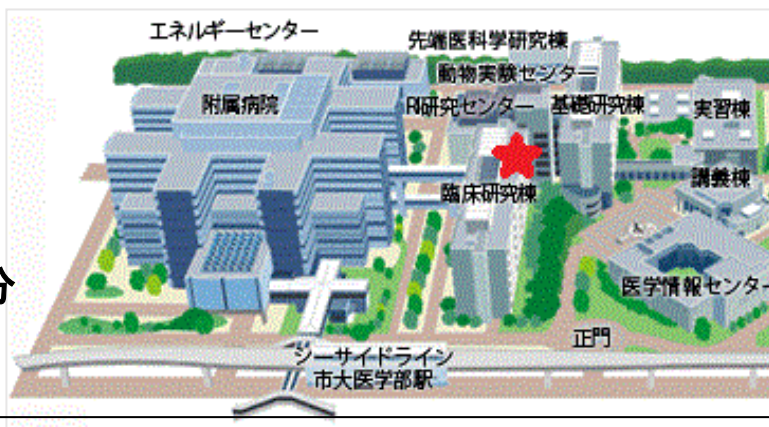 エネルギーセンター
先端医科学研究棟
動物実験センター
附属病院
RI研究センター
基礎研究棟
実習棟
臨床研究棟
講義棟
分
医学情報センター
正門
シーサイドライン
市大医学部駅